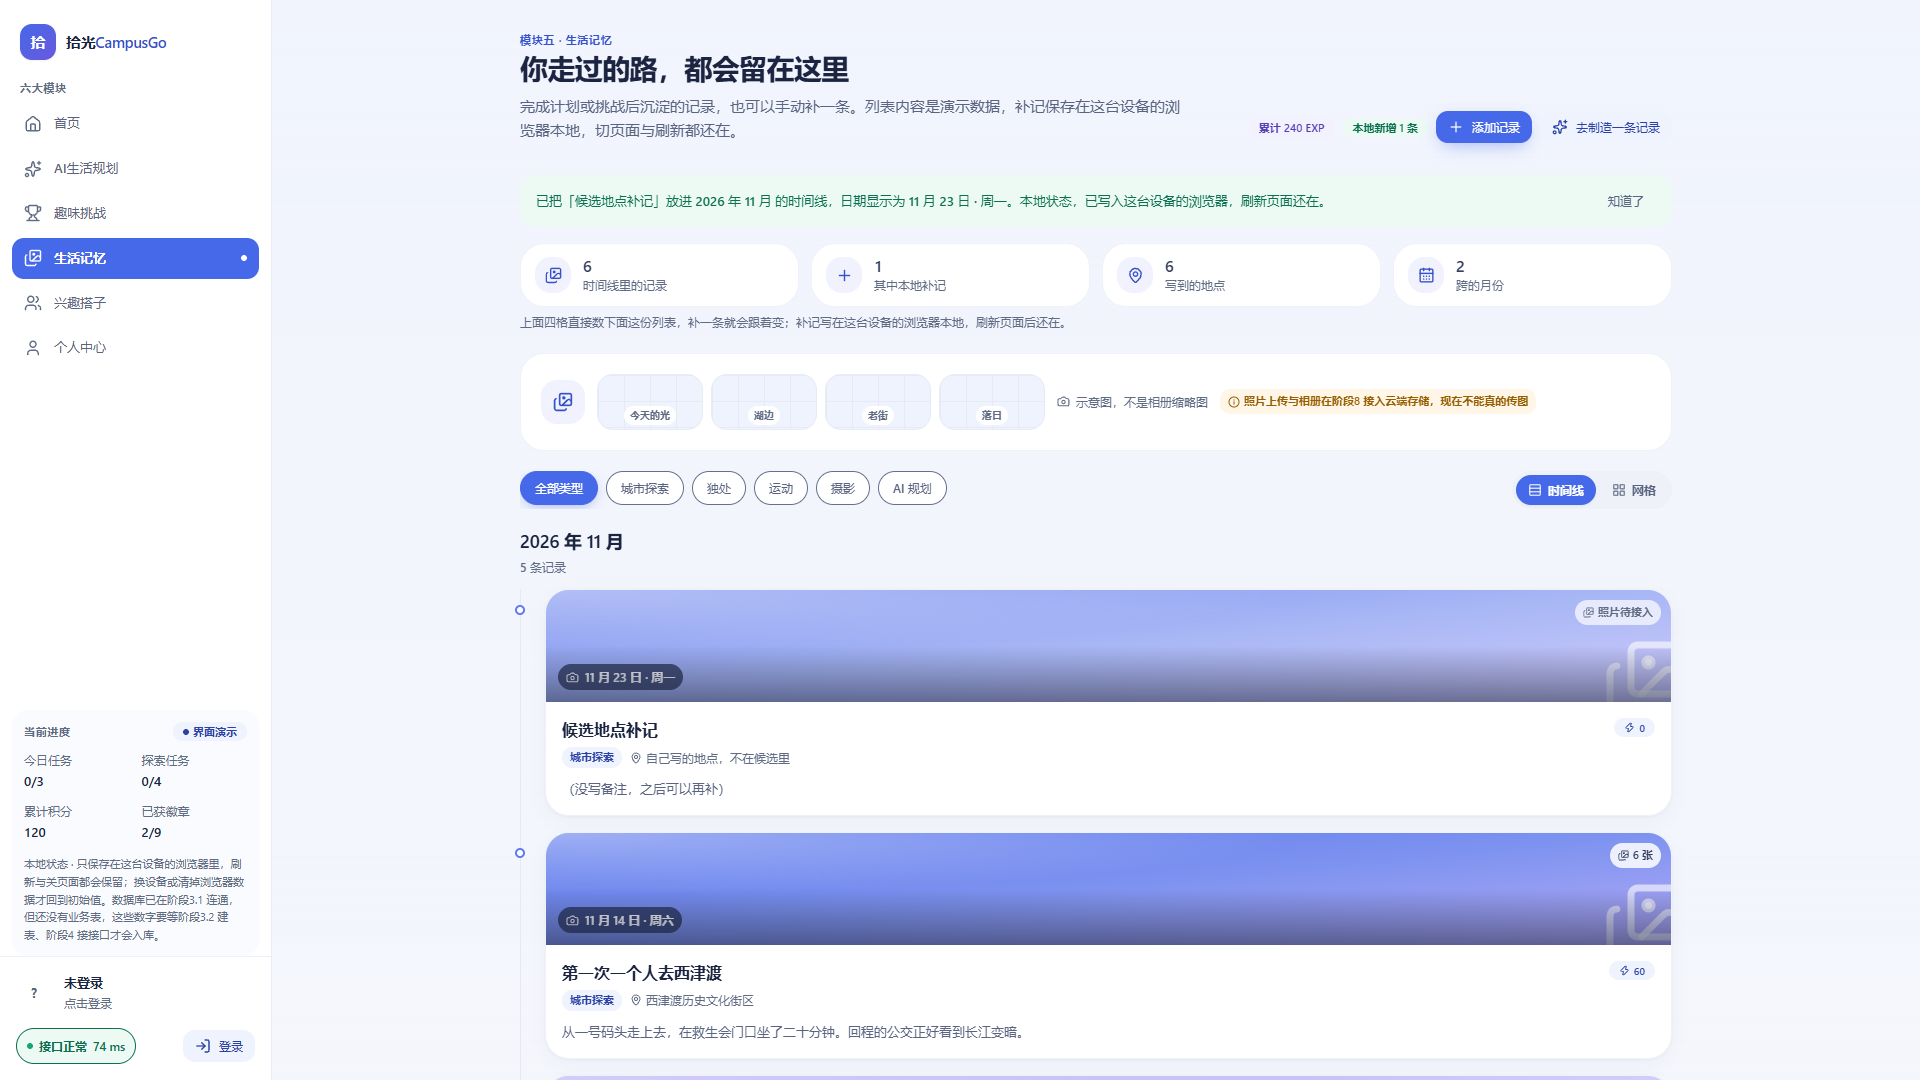 拾 拾光CampusGo
六大模块
首页
AI生活规划
趣味挑战
生活记忆
兴趣搭子
个人中心
当前进度 界面演示
今日任务 探索任务
0/3 0/4
累计积分 已获徽章
120 2/9
本地状态 · 只保存在这台设备的浏览器里，刷
新与关页面都会保留；换设备或清掉浏览器数
据才回到初始值。数据库已在阶段3.1 连通，
但还没有业务表，这些数字要等阶段3.2 建
表、阶段4 接接口才会入库。
? 未登录
点击登录
接口正常 74 ms 登录
模块五 · 生活记忆
你走过的路，都会留在这里
完成计划或挑战后沉淀的记录，也可以手动补一条。列表内容是演示数据，补记保存在这台设备的浏
览器本地，切页面与刷新都还在。
累计 240 EXP 本地新增 1 条 添加记录 去制造一条记录
已把「候选地点补记」放进 2026 年 11 月 的时间线，日期显示为 11 月 23 日 · 周一。本地状态，已写入这台设备的浏览器，刷新页面还在。 知道了
6 1 6 2
时间线里的记录 其中本地补记 写到的地点 跨的月份
上面四格直接数下面这份列表，补一条就会跟着变；补记写在这台设备的浏览器本地，刷新页面后还在。
今天的光 湖边 老街 落日 示意图，不是相册缩略图 照片上传与相册在阶段8 接入云端存储，现在不能真的传图
全部类型 城市探索 独处 运动 摄影 AI 规划 时间线 网格
2026 年 11 月
5 条记录
照片待接入
11 月 23 日 · 周一
候选地点补记 0
城市探索 自己写的地点，不在候选里
（没写备注，之后可以再补）
6 张
11 月 14 日 · 周六
第一次一个人去西津渡 60
城市探索 西津渡历史文化街区
从一号码头走上去，在救生会门口坐了二十分钟。回程的公交正好看到长江变暗。